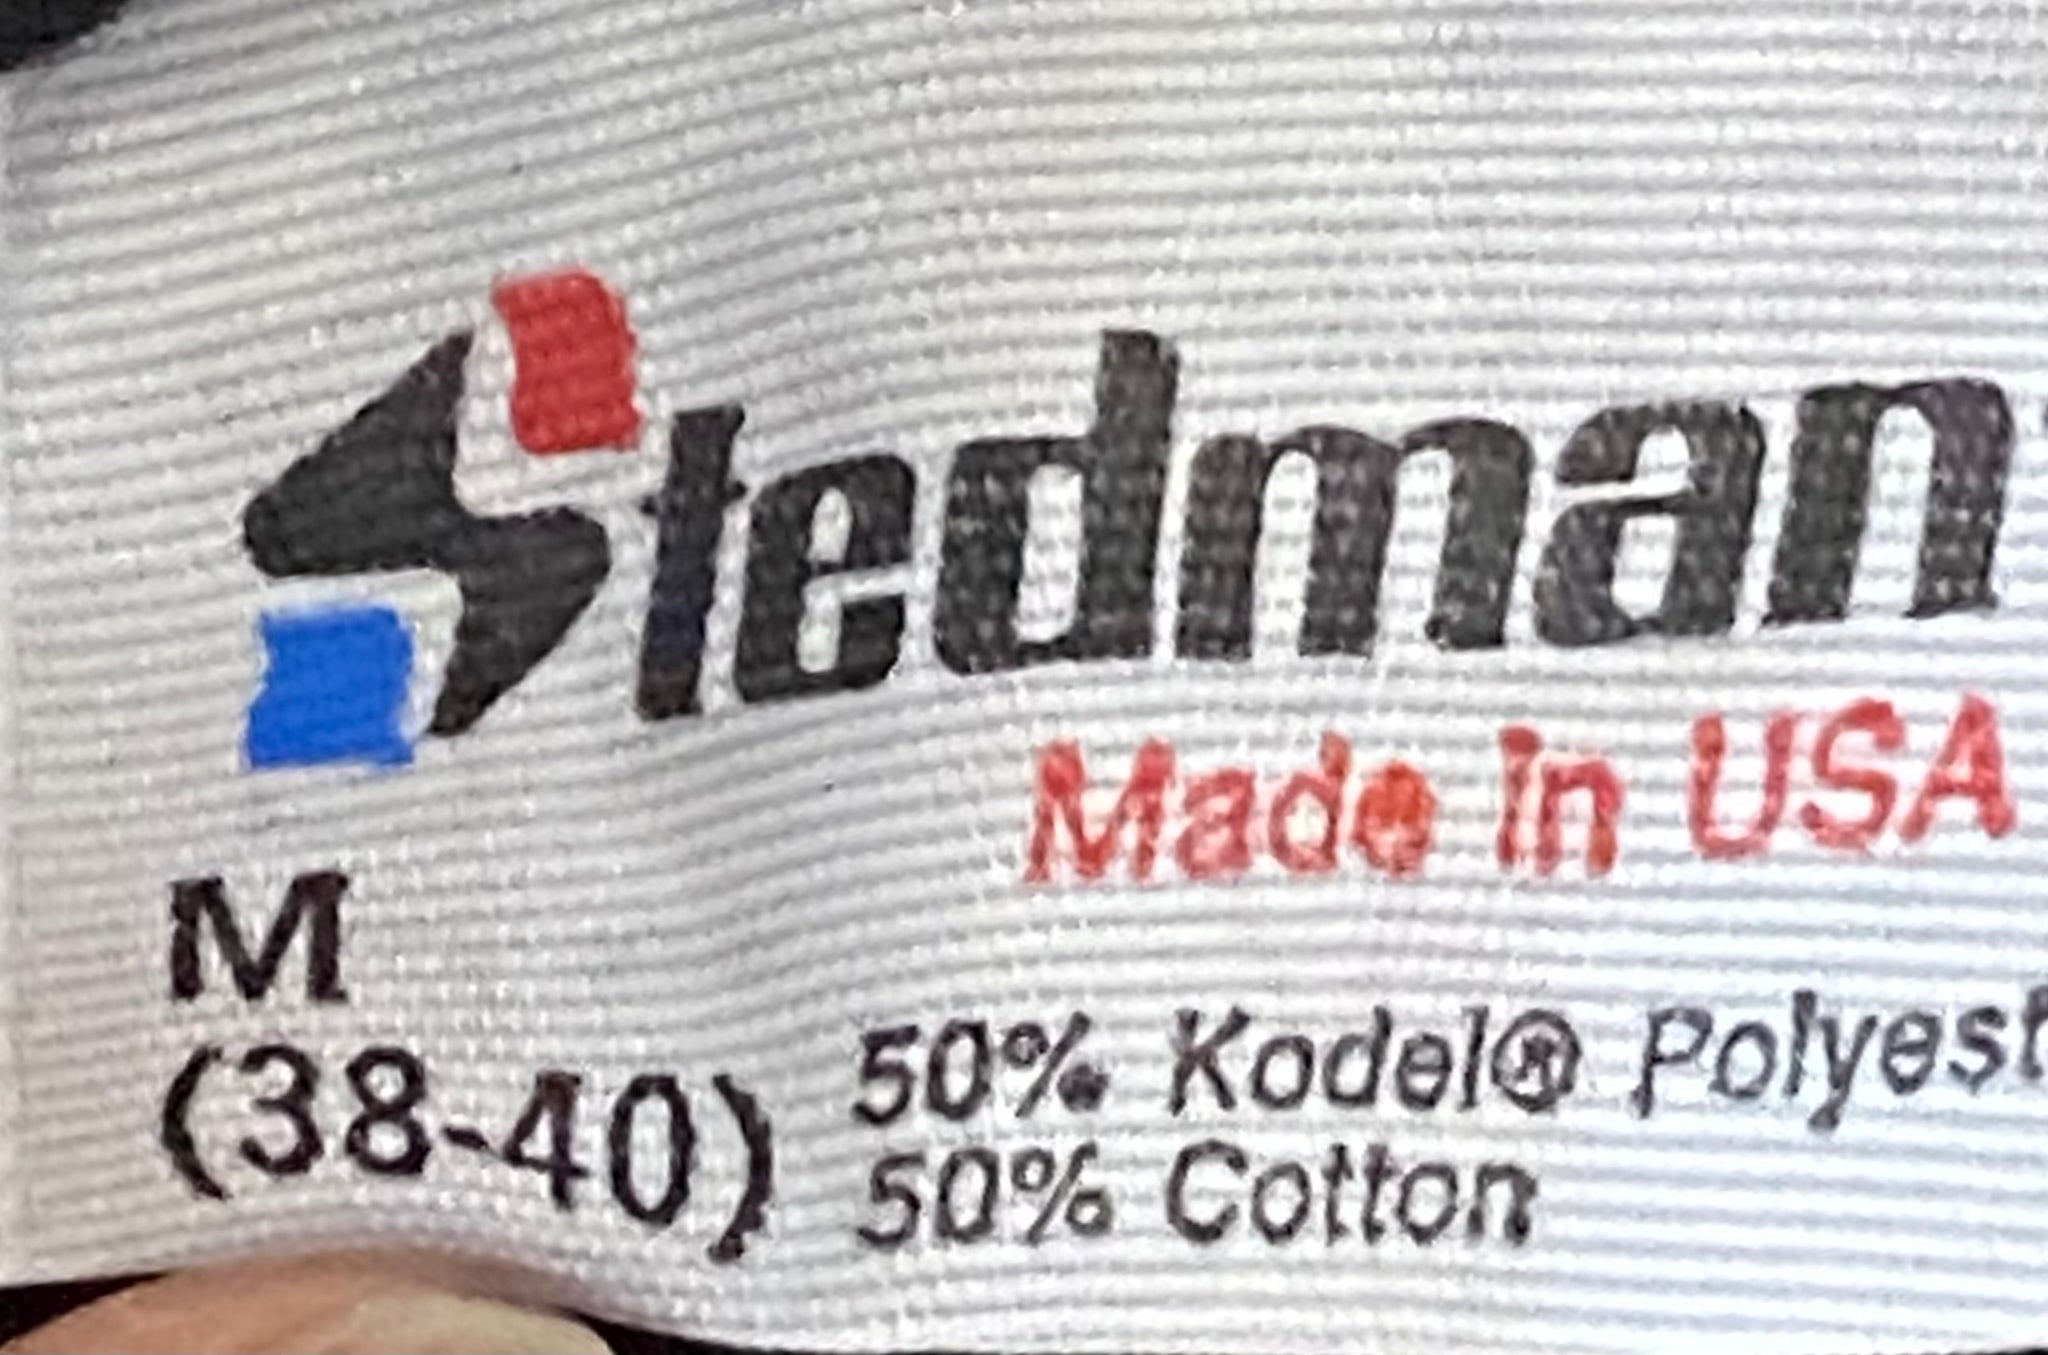 Stedman
Made in USA
M
(38-40)
50% Kodel® Polyest
50% Cotton